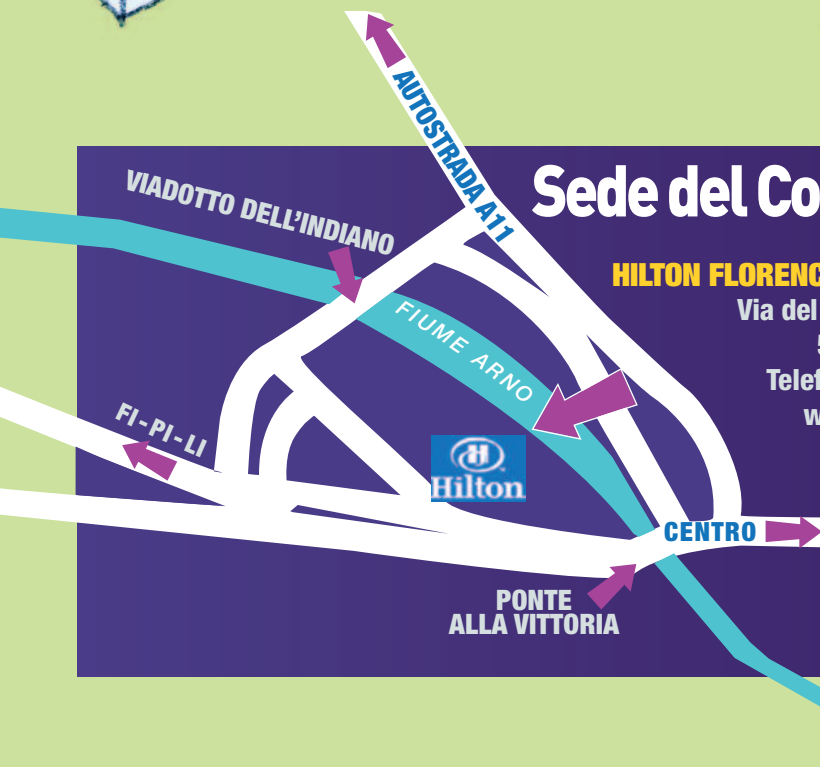 AUTOSTRADA A11
Sede del Co
VIADOTTO DELL'INDIANO
HILTON FLORENC
Via del
FIUME ARNO
Telef
w
FI-PI-LI
Hilton
CENTRO
PONTE
ALLA VITTORIA